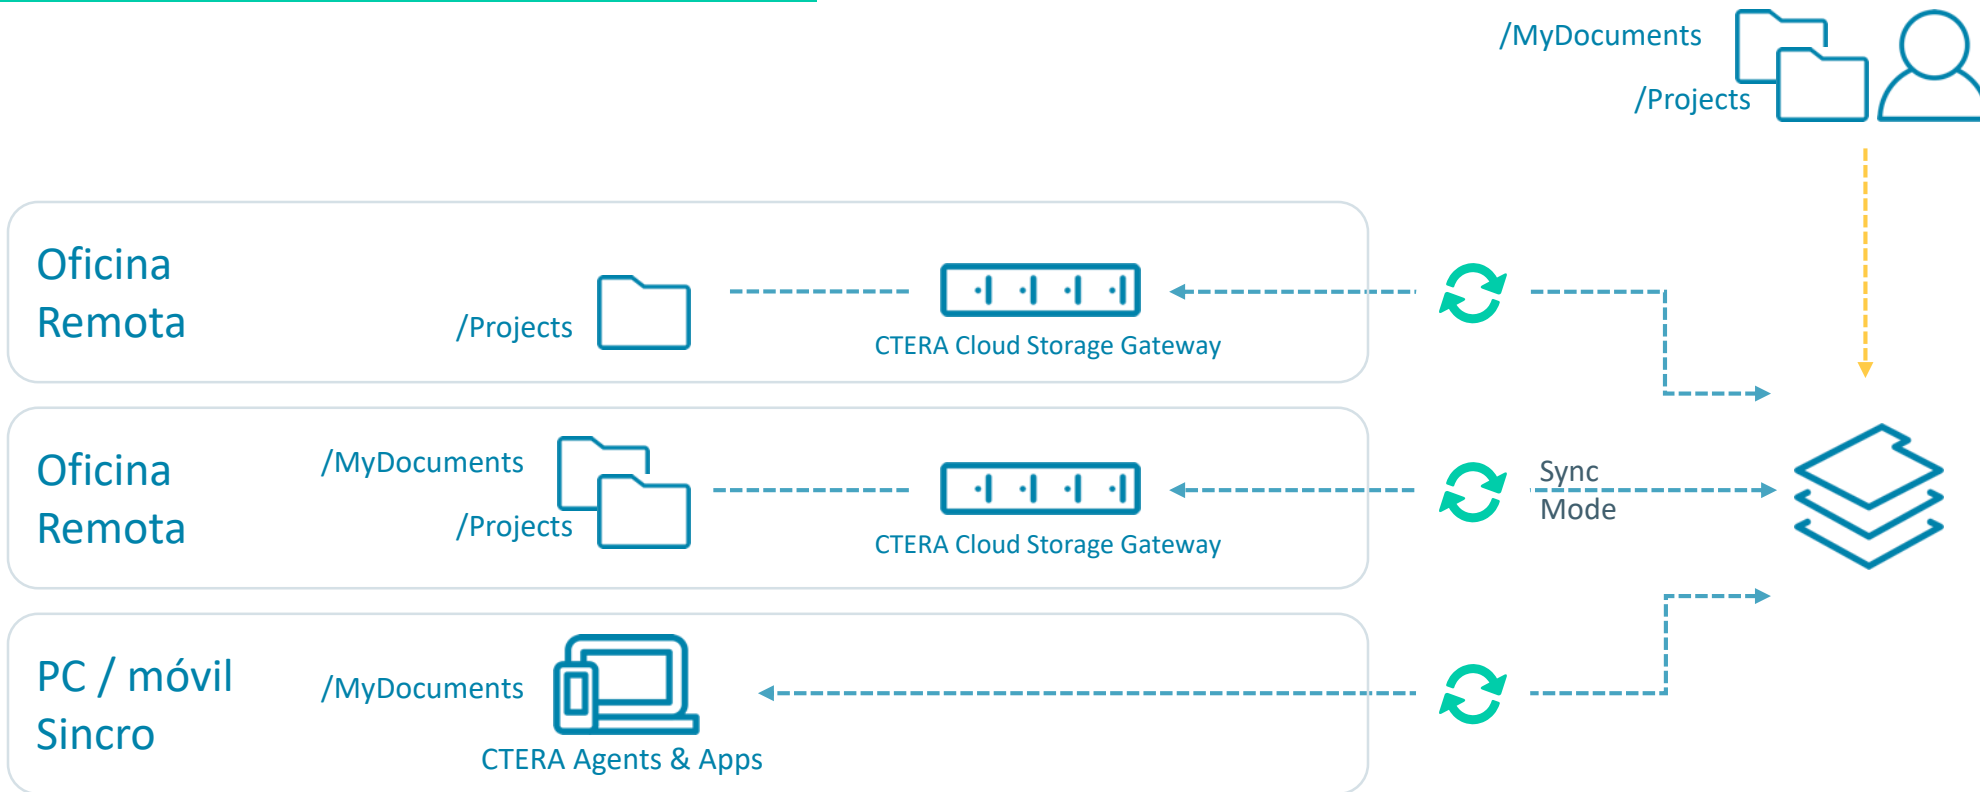 /MyDocuments
/Projects
Oficina
Remota
/Projects
CTERA Cloud Storage Gateway
Oficina
Remota
/MyDocuments
/Projects
CTERA Cloud Storage Gateway
Sync
Mode
PC / móvil
Sincro
/MyDocuments
CTERA Agents & Apps